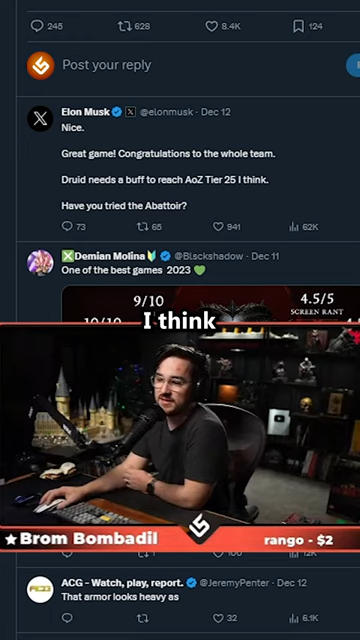 245 628 8.4K 124
Post your reply
Elon Musk X @elonmusk · Dec 12
Nice.
Great game! Congratulations to the whole team.
Druid needs a buff to reach AoZ Tier 25 I think.
Have you tried the Abattoir?
73 65 941 62K
Demian Molina @Blsckshadow · Dec 11
One of the best games 2023
9/10
4.5/5
SCREEN RANT
10/10
I think
Brom Bombadil
rango - $2
ACG - Watch, play, report. @JeremyPenter · Dec 12
That armor looks heavy as
32 6.1K